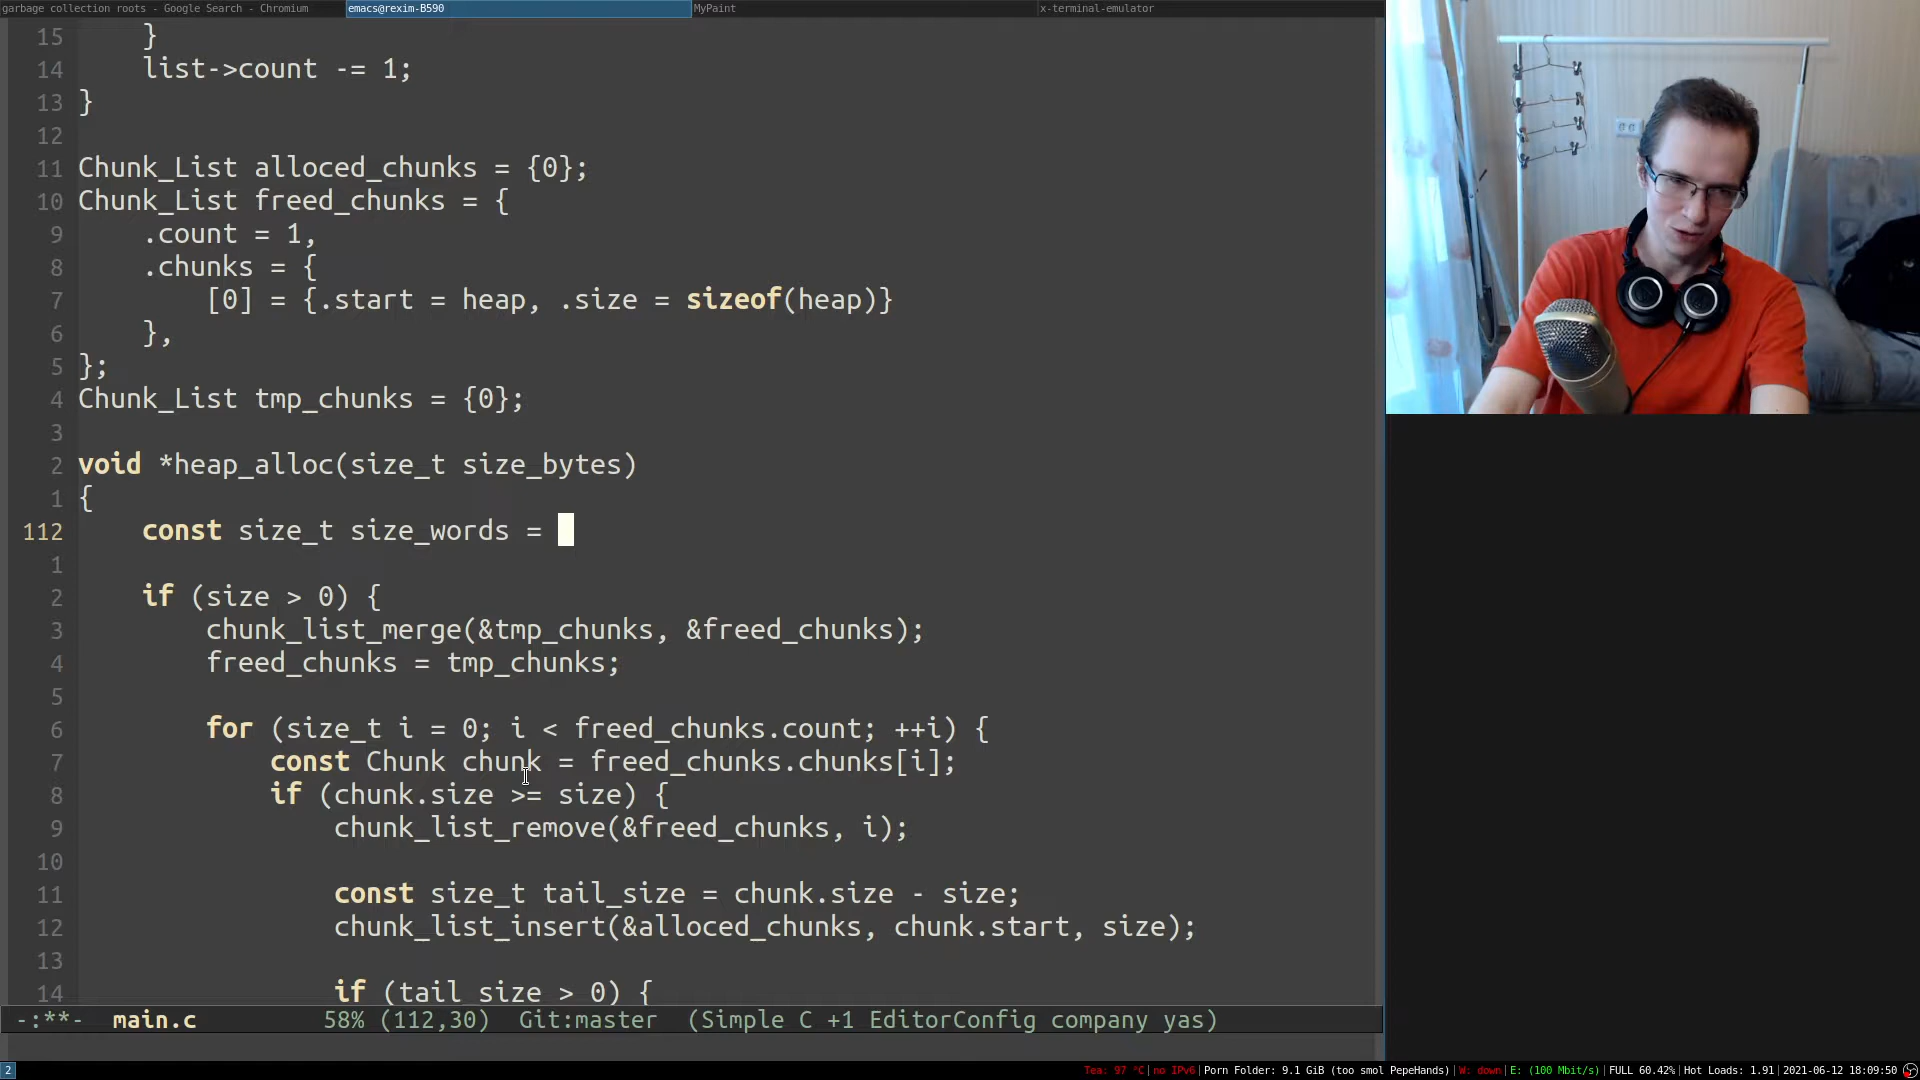 garbage collection roots - Google Search - Chromium emacs@rexim-B590 MyPaint x-terminal-emulator
15 }
14 list->count -= 1;
13 }
12
11 Chunk_List alloced_chunks = {0};
10 Chunk_List freed_chunks = {
9 .count = 1,
8 .chunks = {
7 [0] = {.start = heap, .size = sizeof(heap)}
6 },
5 };
4 Chunk_List tmp_chunks = {0};
3
2 void *heap_alloc(size_t size_bytes)
1 {
112 const size_t size_words =
1
2 if (size > 0) {
3 chunk_list_merge(&tmp_chunks, &freed_chunks);
4 freed_chunks = tmp_chunks;
5
6 for (size_t i = 0; i < freed_chunks.count; ++i) {
7 const Chunk chunk = freed_chunks.chunks[i];
8 if (chunk.size >= size) {
9 chunk_list_remove(&freed_chunks, i);
10
11 const size_t tail_size = chunk.size - size;
12 chunk_list_insert(&alloced_chunks, chunk.start, size);
13
14 if (tail_size > 0) {
-:**- main.c 58% (112,30) Git:master (Simple C +1 EditorConfig company yas)
2 Tea: 97 °C|no IPv6|Porn Folder: 9.1 GiB (too smol PepeHands)|W: down|E: (100 Mbit/s)|FULL 60.42%|Hot Loads: 1.91|2021-06-12 18:09:50